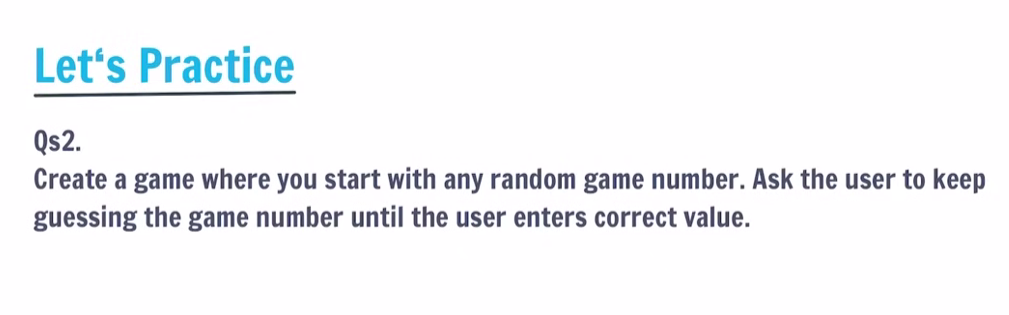 Let‘s Practice
Qs2.
Create a game where you start with any random game number. Ask the user to keep
guessing the game number until the user enters correct value.